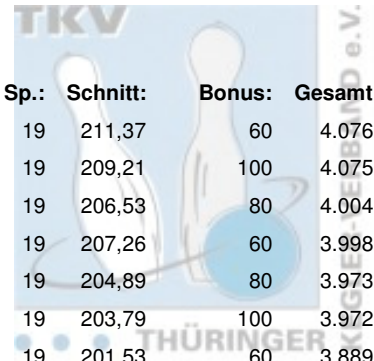 TKV
Sp.: Schnitt: Bonus: Gesamt
19 211,37 60 4.076
19 209,21 100 4.075
19 206,53 80 4.004
19 207,26 60 3.998
19 204,89 80 3.973
19 203,79 100 3.972
19 201,53 60 3.889
THÜRINGER
KEGLER-VERBAND e.V.